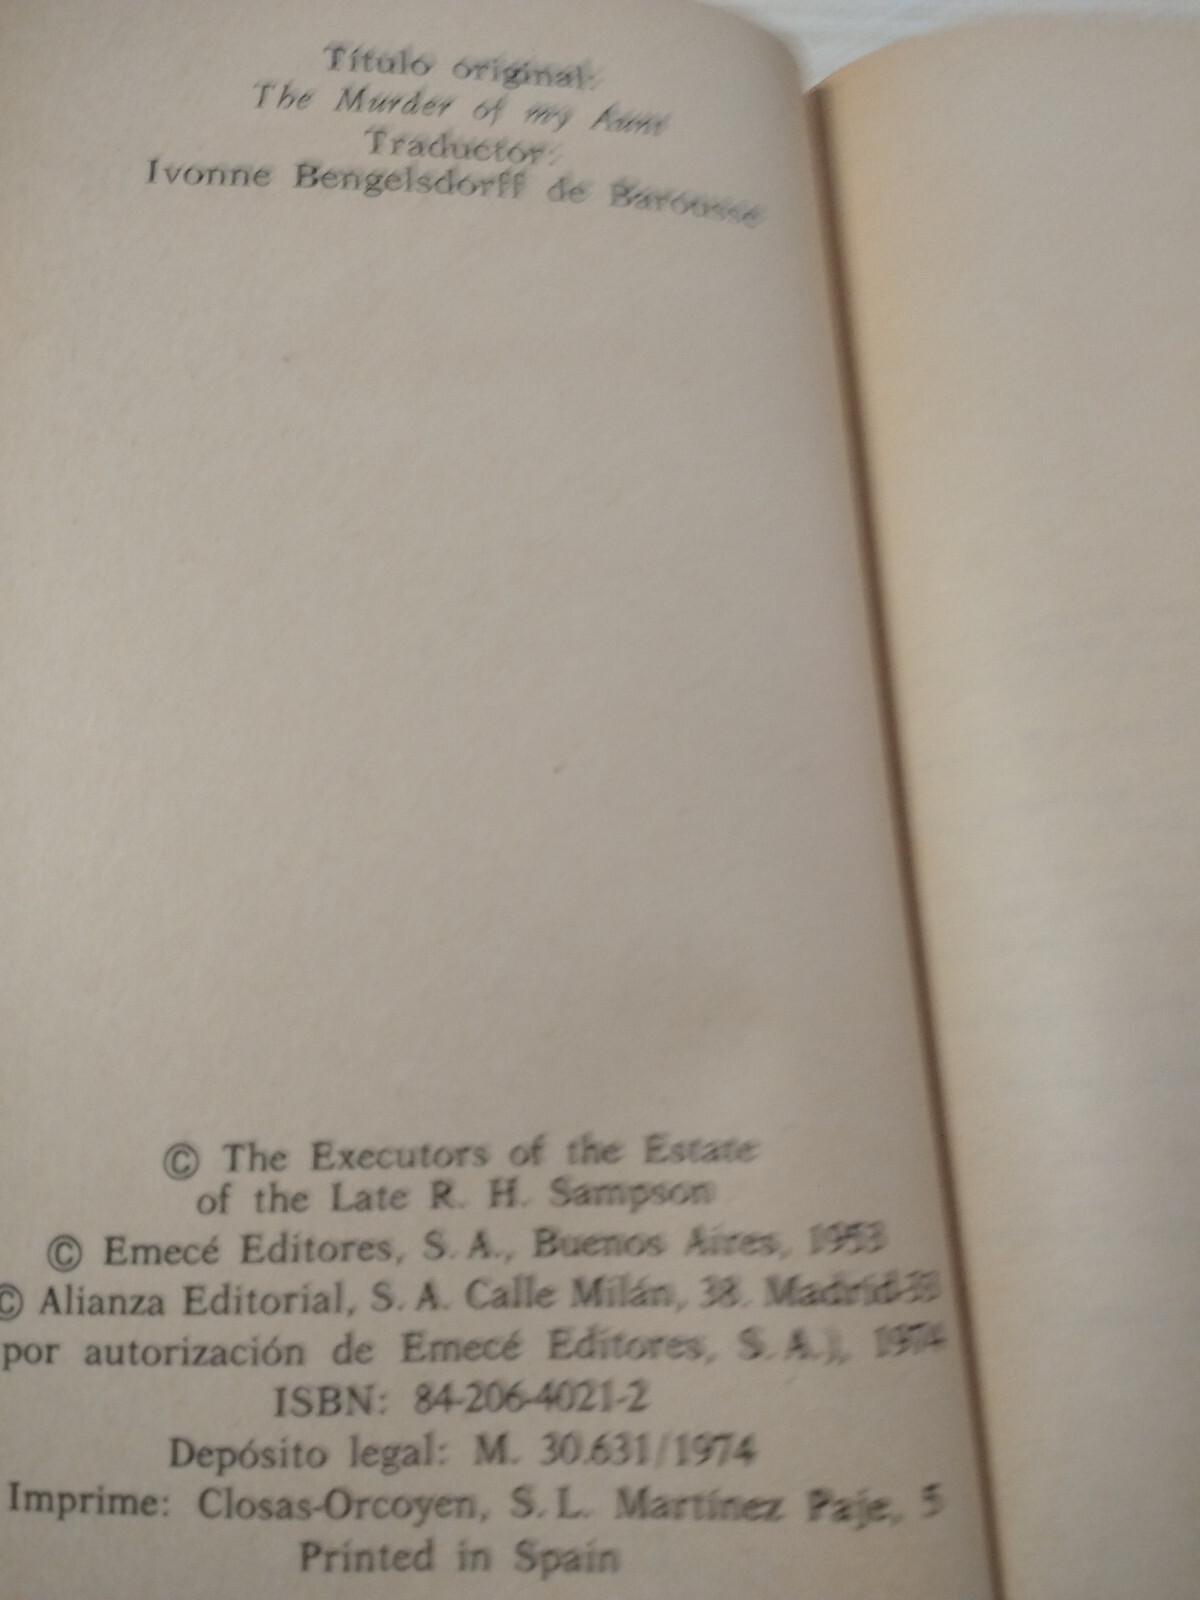 Título original:
The Murder of my Aunt
Traductor:
Ivonne Bengelsdorff de Barousse
© The Executors of the Estate
of the Late R. H. Sampson
© Emecé Editores, S. A., Buenos Aires, 1953
© Alianza Editorial, S. A. Calle Milán, 38. Madrid-33
por autorización de Emecé Editores, S. A.), 1974
ISBN: 84-206-4021-2
Depósito legal: M. 30.631/1974
Imprime: Closas-Orcoyen, S. L. Martínez Paje, 5
Printed in Spain